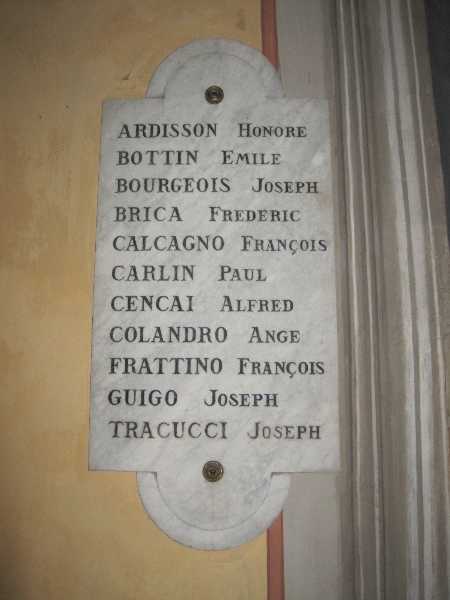 ARDISSON HONORE
BOTTIN EMILE
BOURGEOIS JOSEPH
BRICA FREDERIC
CALCAGNO FRANÇOIS
CARLIN PAUL
CENCAI ALFRED
COLANDRO ANGE
FRATTINO FRANÇOIS
GUIGO JOSEPH
TRACUCCI JOSEPH